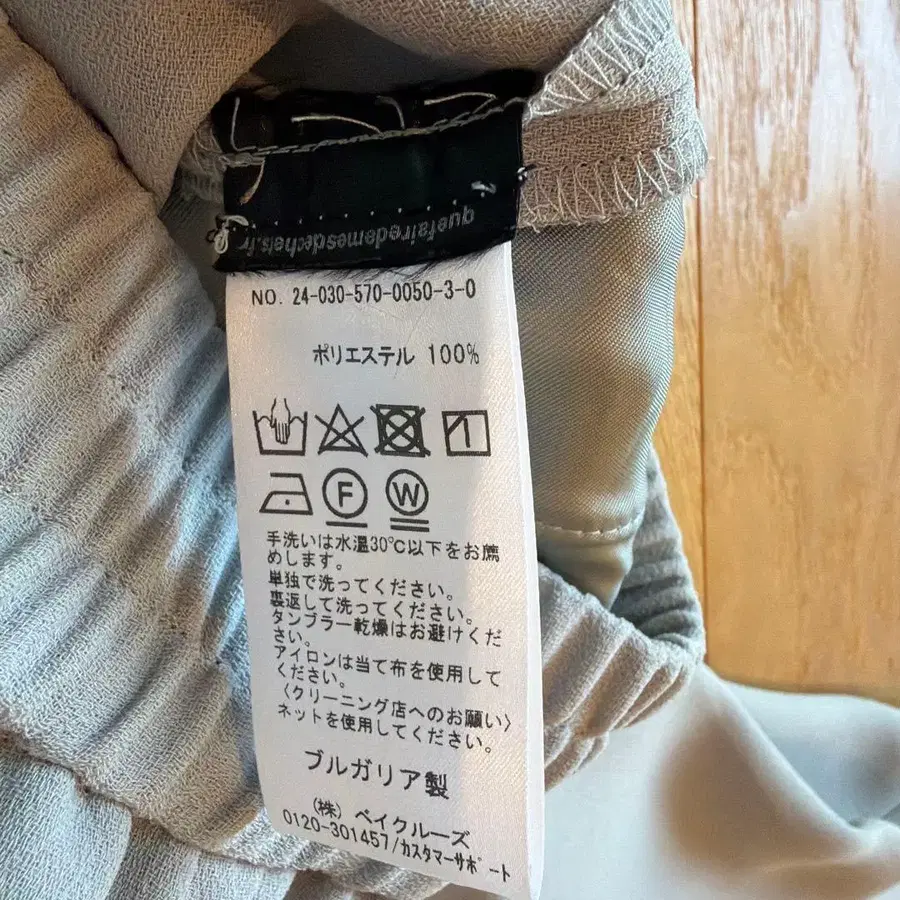 quefairedemesdechets.fr
NO. 24-030-570-0050-3-0
ポリエステル 100%
F W
手洗いは水温30℃以下をお薦
めします。
単独で洗ってください。
裏返して洗ってください。
タンブラー乾燥はお避けくだ
さい。
アイロンは当て布を使用して
ください。
〈クリーニング店へのお願い〉
ネットを使用してください。
ブルガリア製
(株) ベイクルーズ
0120-301457/カスタマーサポート